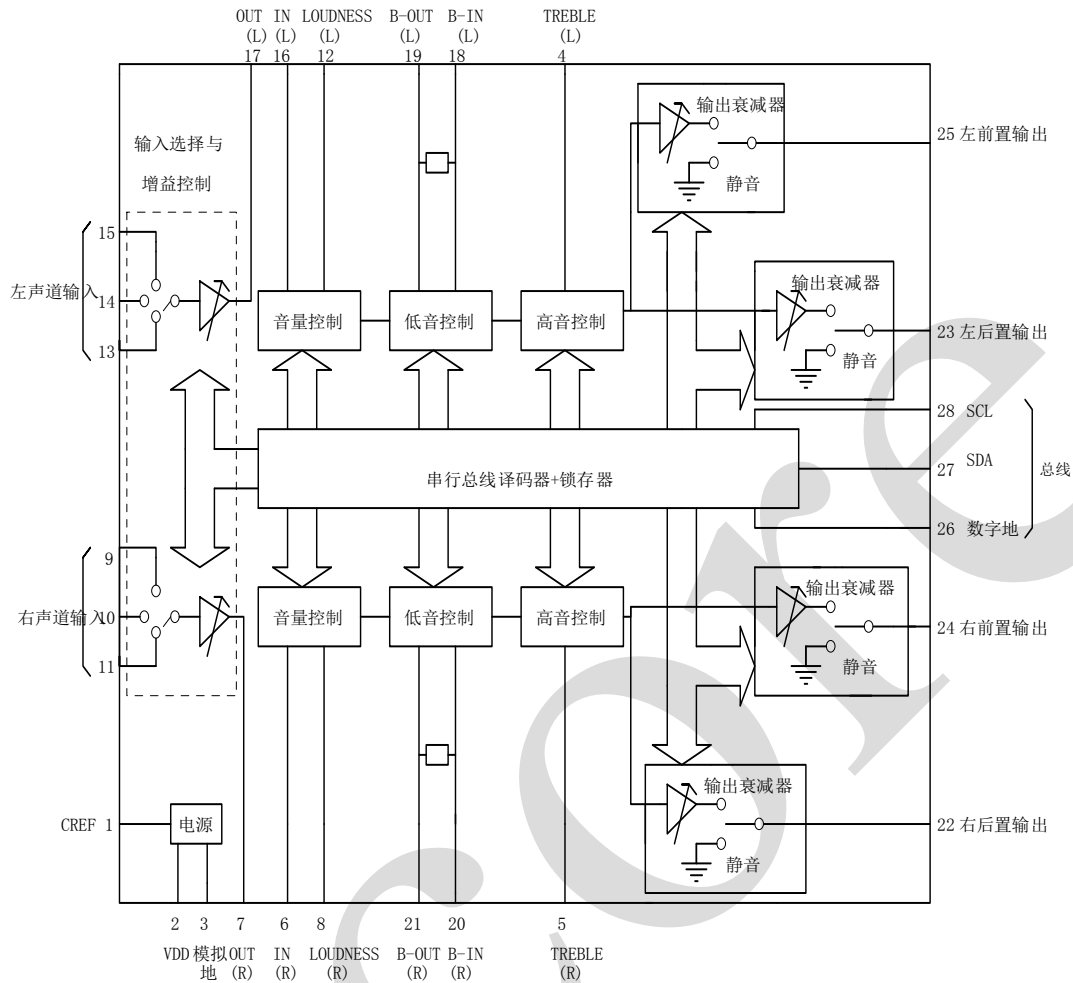 OUT IN LOUDNESS B-OUT B-IN TREBLE
(L) (L) (L) (L) (L) (L)
17 16 12 19 18 4
输入选择与
增益控制
输出衰减器
静音
25 左前置输出
15
左声道输入
14
13
音量控制
低音控制
高音控制
输出衰减器
静音
23 左后置输出
28 SCL
串行总线译码器+锁存器
27 SDA
总线
26 数字地
9
右声道输入
10
11
音量控制
低音控制
高音控制
输出衰减器
静音
24 右前置输出
CREF 1
电源
输出衰减器
静音
22 右后置输出
2 3 7 6 8 21 20 5
VDD 模拟地 OUT IN LOUDNESS B-OUT B-IN TREBLE
(R) (R) (R) (R) (R) (R)
core